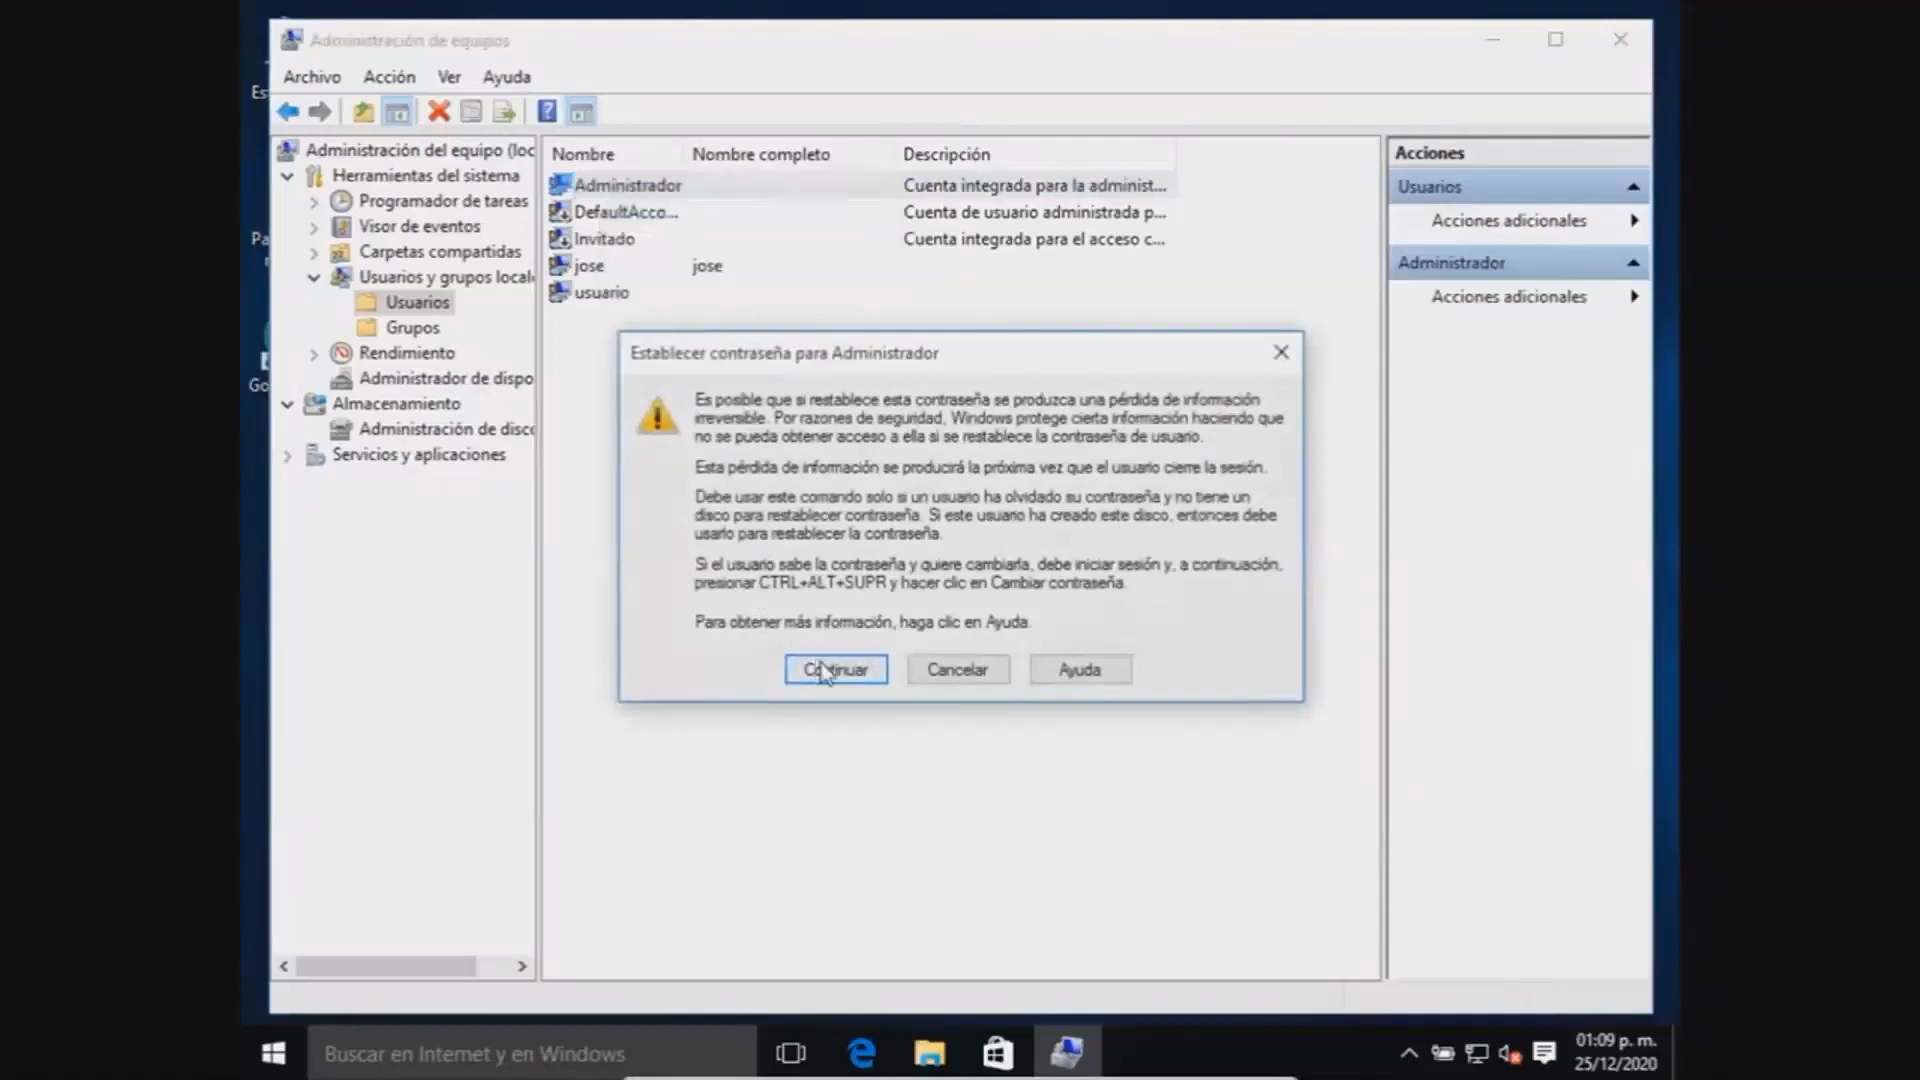 Administración de equipos
Archivo Acción Ver Ayuda
Administración del equipo (loc
Herramientas del sistema
Programador de tareas
Visor de eventos
Carpetas compartidas
Usuarios y grupos local
Usuarios
Grupos
Rendimiento
Administrador de dispo
Almacenamiento
Administración de disco
Servicios y aplicaciones
Nombre Nombre completo Descripción
Administrador Cuenta integrada para la administ...
DefaultAcco... Cuenta de usuario administrada p...
Invitado Cuenta integrada para el acceso c...
jose jose
usuario
Acciones
Usuarios
Acciones adicionales
Administrador
Acciones adicionales
Establecer contraseña para Administrador
Es posible que si restablece esta contraseña se produzca una pérdida de información
irreversible. Por razones de seguridad, Windows protege cierta información haciendo que
no se pueda obtener acceso a ella si se restablece la contraseña de usuario.
Esta pérdida de información se producirá la próxima vez que el usuario cierre la sesión.
Debe usar este comando solo si un usuario ha olvidado su contraseña y no tiene un
disco para restablecer contraseña. Si este usuario ha creado este disco, entonces debe
usarlo para restablecer la contraseña.
Si el usuario sabe la contraseña y quiere cambiarla, debe iniciar sesión y, a continuación,
presionar CTRL+ALT+SUPR y hacer clic en Cambiar contraseña.
Para obtener más información, haga clic en Ayuda.
Continuar Cancelar Ayuda
Es
Pa
Go
Buscar en Internet y en Windows
01:09 p. m.
25/12/2020